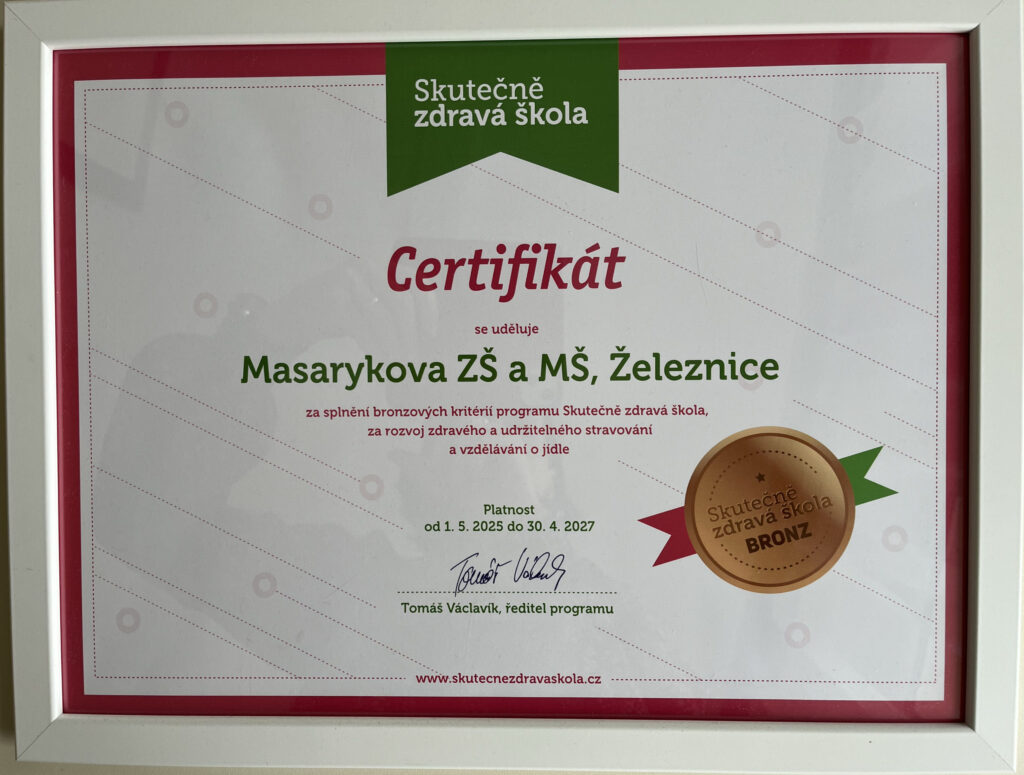 Skutečně
zdravá škola
Certifikát
se uděluje
Masarykova ZŠ a MŠ, Železnice
za splnění bronzových kritérií programu Skutečně zdravá škola,
za rozvoj zdravého a udržitelného stravování
a vzdělávání o jídle
Skutečně
zdravá škola
BRONZ
Platnost
od 1. 5. 2025 do 30. 4. 2027
Tomáš Václavík, ředitel programu
www.skutecnezdravaskola.cz